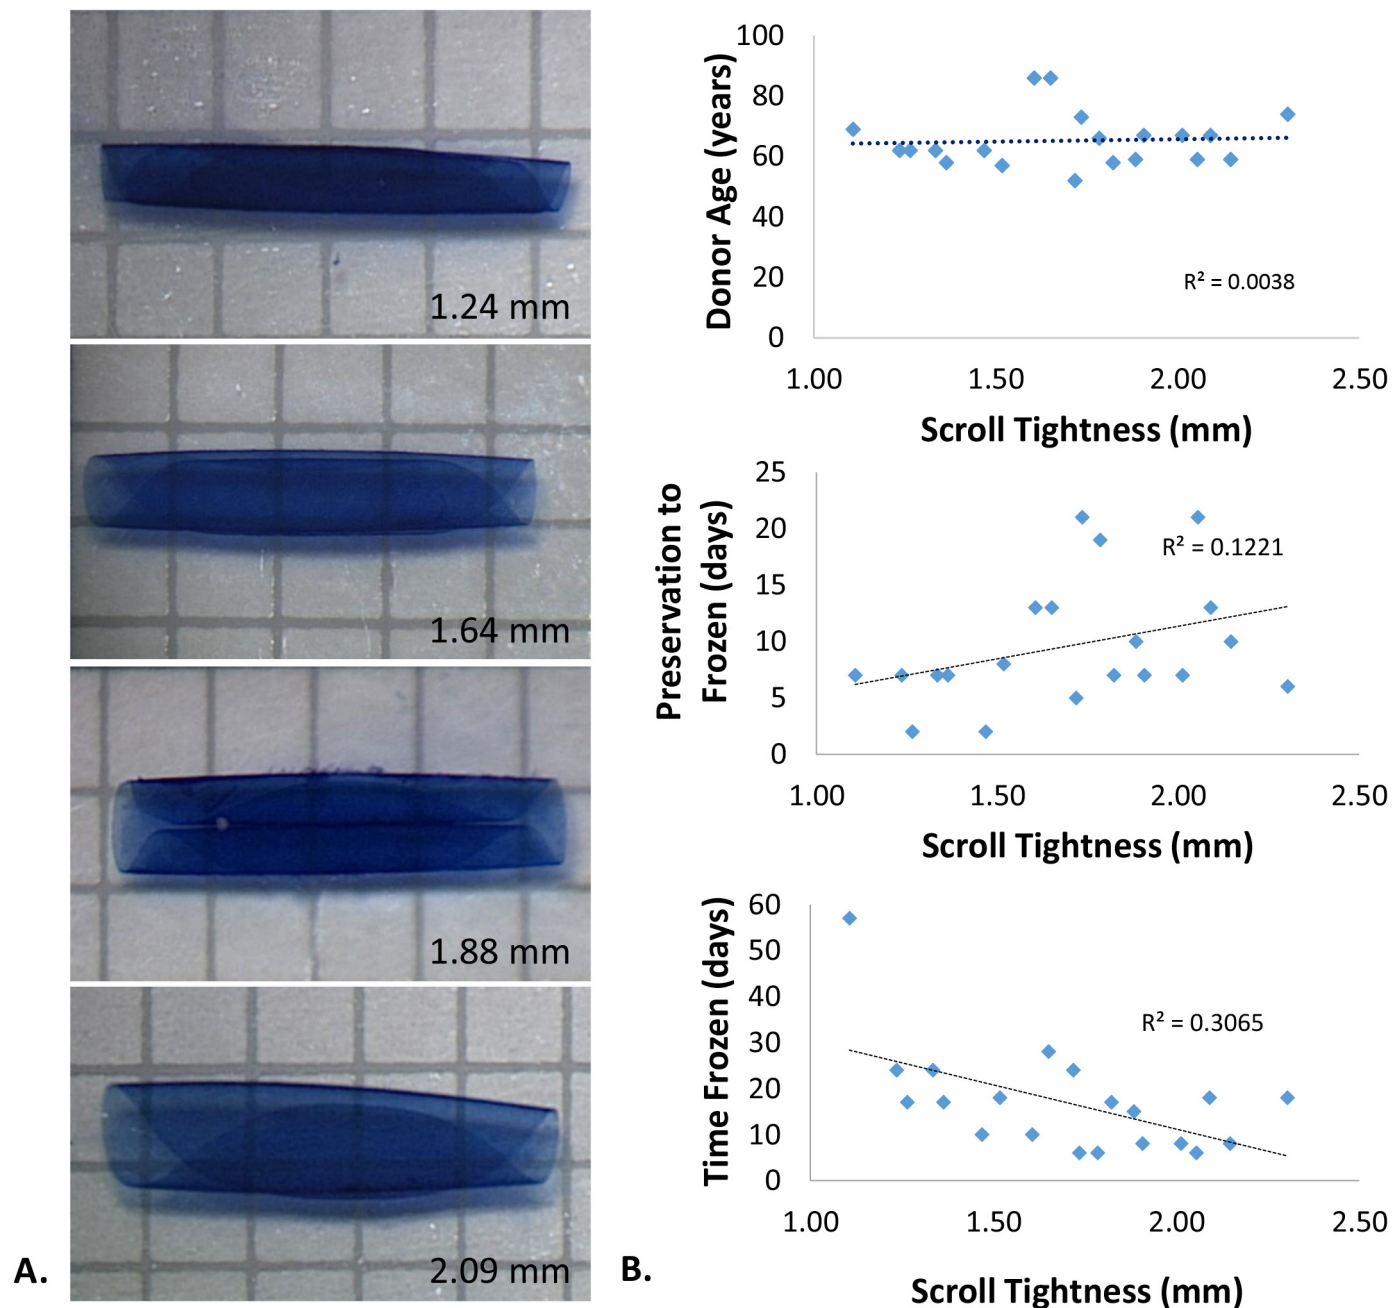 1.24 mm
1.64 mm
1.88 mm
2.09 mm
A.
100
80
60
40
20
0
Donor Age (years)
R² = 0.0038
1.00 1.50 2.00 2.50
Scroll Tightness (mm)
25
20
15
10
5
0
Preservation to
Frozen (days)
R² = 0.1221
1.00 1.50 2.00 2.50
Scroll Tightness (mm)
60
50
40
30
20
10
0
Time Frozen (days)
R² = 0.3065
1.00 1.50 2.00 2.50
Scroll Tightness (mm)
B.